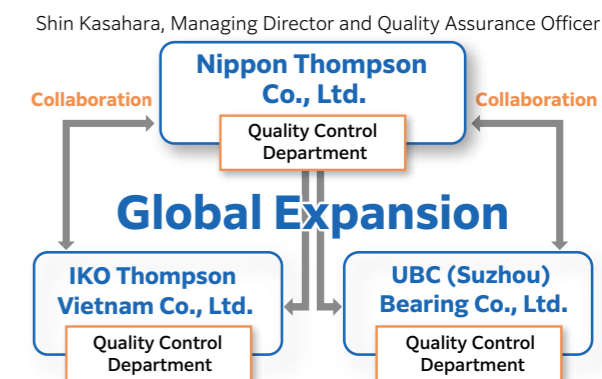 Shin Kasahara, Managing Director and Quality Assurance Officer
Nippon Thompson
Co., Ltd.
Collaboration
Collaboration
Quality Control
Department
Global Expansion
IKO Thompson
Vietnam Co., Ltd.
UBC (Suzhou)
Bearing Co., Ltd.
Quality Control
Department
Quality Control
Department